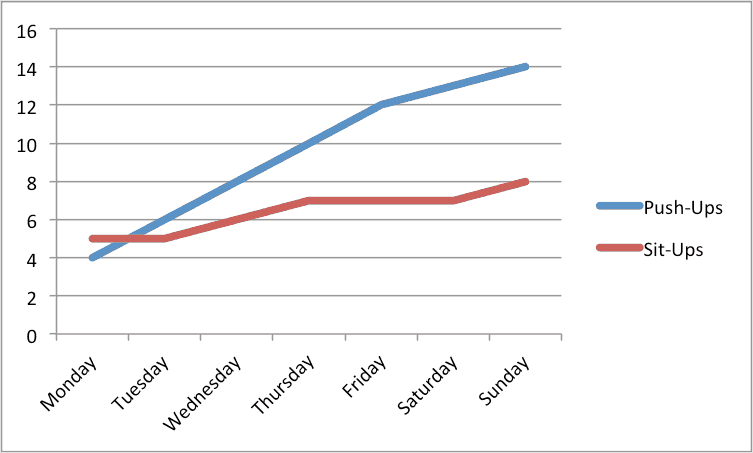 16
14
12
10
8
6
4
2
0
Monday
Tuesday
Wednesday
Thursday
Friday
Saturday
Sunday
Push-Ups
Sit-Ups